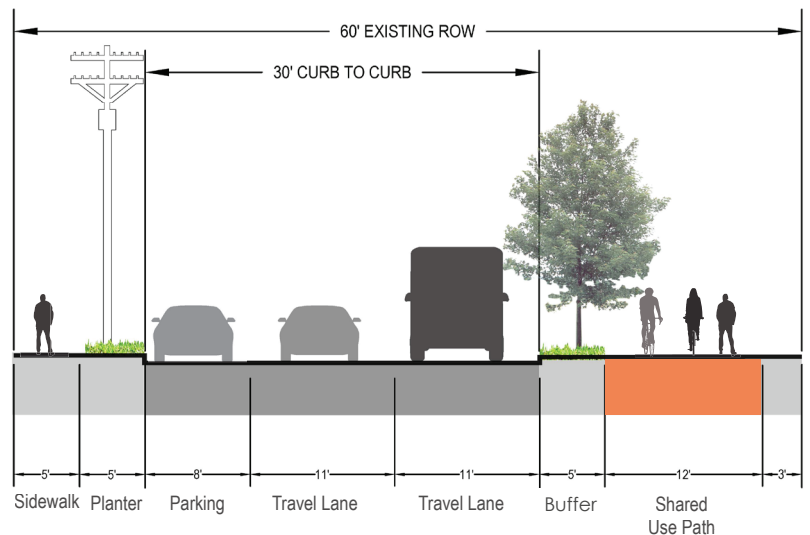 60' EXISTING ROW
30' CURB TO CURB
5' 5' 8' 11' 11' 5' 12' 3'
Sidewalk Planter Parking Travel Lane Travel Lane Buffer Shared
Use Path